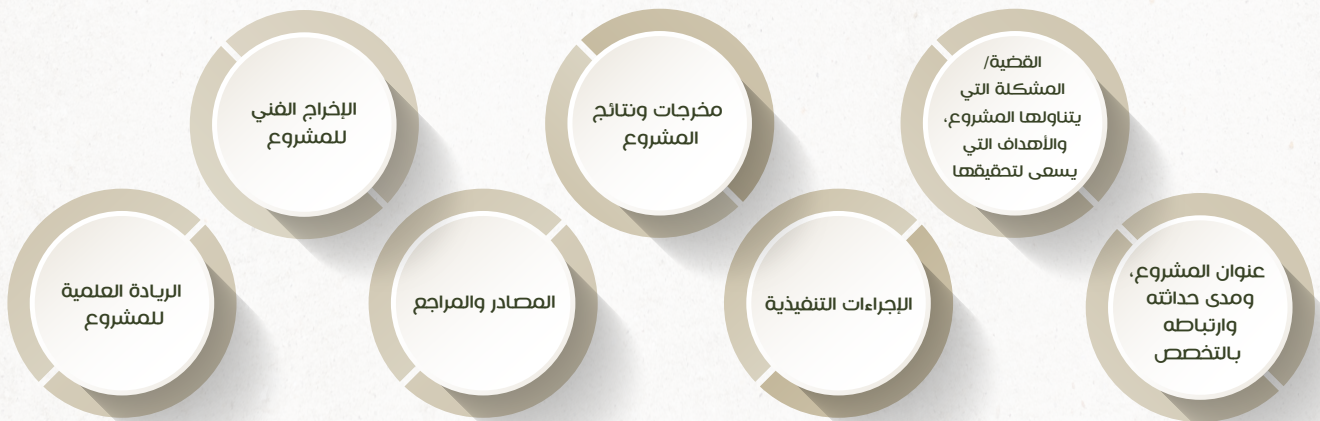 عنوان المشروع،
ومدى حداثته
وارتباطه
بالتخصص
القضية/
المشكلة التي
يتناولها المشروع،
والأهداف التي
يسعى لتحقيقها
الإجراءات التنفيذية
مخرجات ونتائج
المشروع
المصادر والمراجع
الإخراج الفني
للمشروع
الريادة العلمية
للمشروع